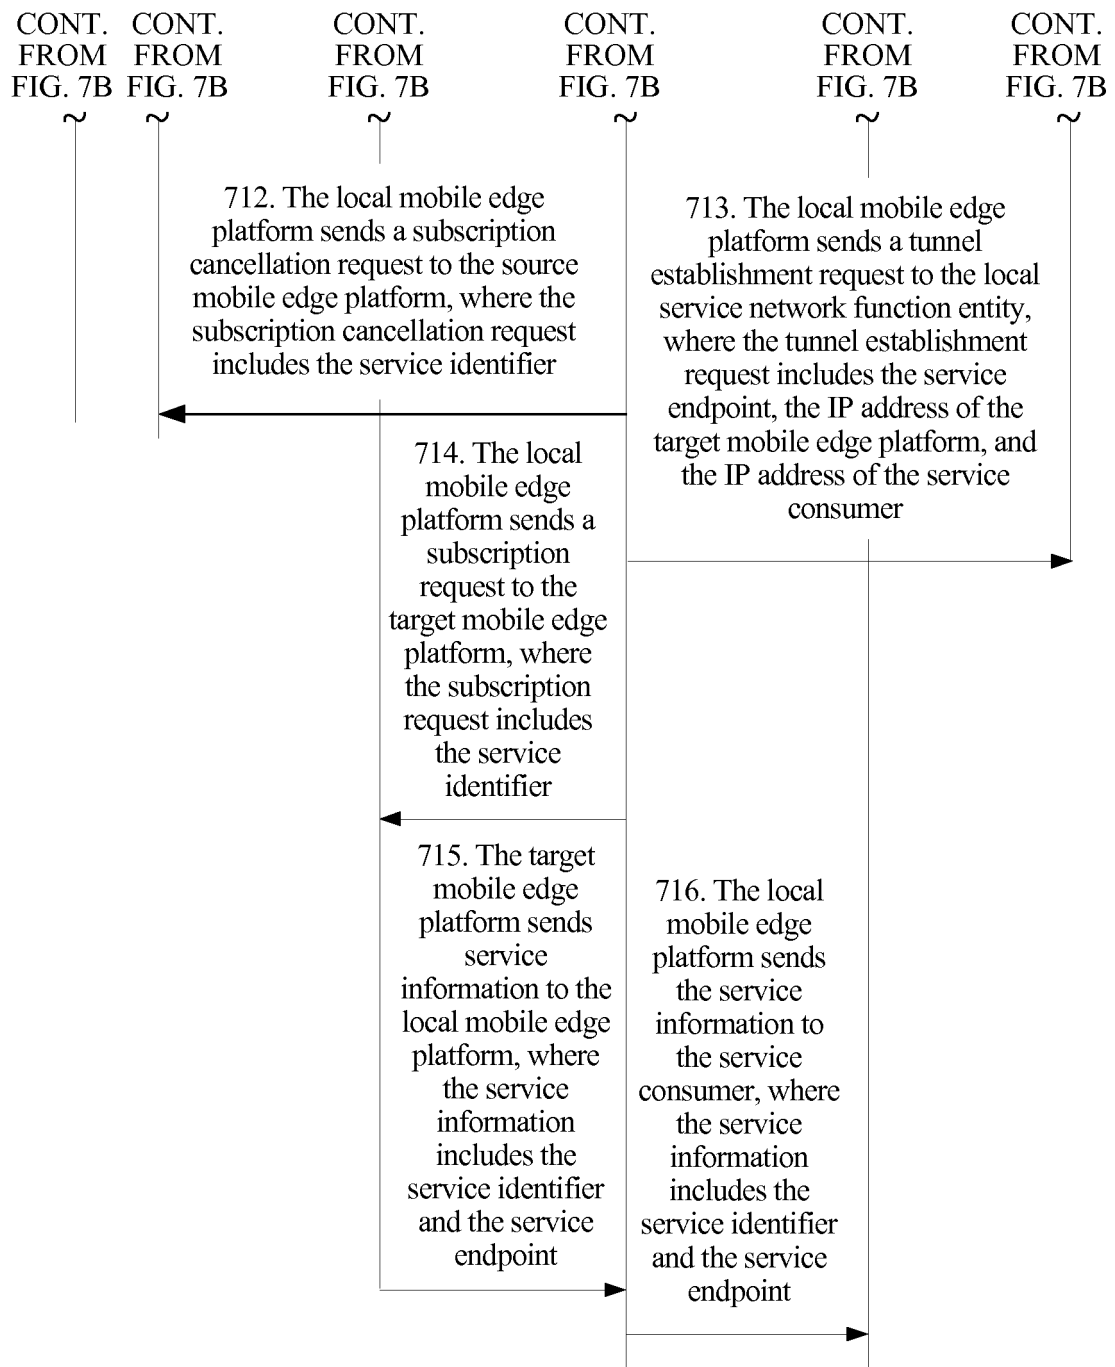 CONT.
FROM
FIG. 7B
CONT.
FROM
FIG. 7B
CONT.
FROM
FIG. 7B
CONT.
FROM
FIG. 7B
CONT.
FROM
FIG. 7B
CONT.
FROM
FIG. 7B
~
~
~
~
~
~
712. The local mobile edge
platform sends a subscription
cancellation request to the source
mobile edge platform, where the
subscription cancellation request
includes the service identifier
713. The local mobile edge
platform sends a tunnel
establishment request to the local
service network function entity,
where the tunnel establishment
request includes the service
endpoint, the IP address of the
target mobile edge platform, and
the IP address of the service
consumer
714. The local
mobile edge
platform sends a
subscription
request to the
target mobile edge
platform, where
the subscription
request includes
the service
identifier
715. The target
mobile edge
platform sends
service
information to the
local mobile edge
platform, where
the service
information
includes the
service identifier
and the service
endpoint
716. The local
mobile edge
platform sends
the service
information to
the service
consumer, where
the service
information
includes the
service identifier
and the service
endpoint